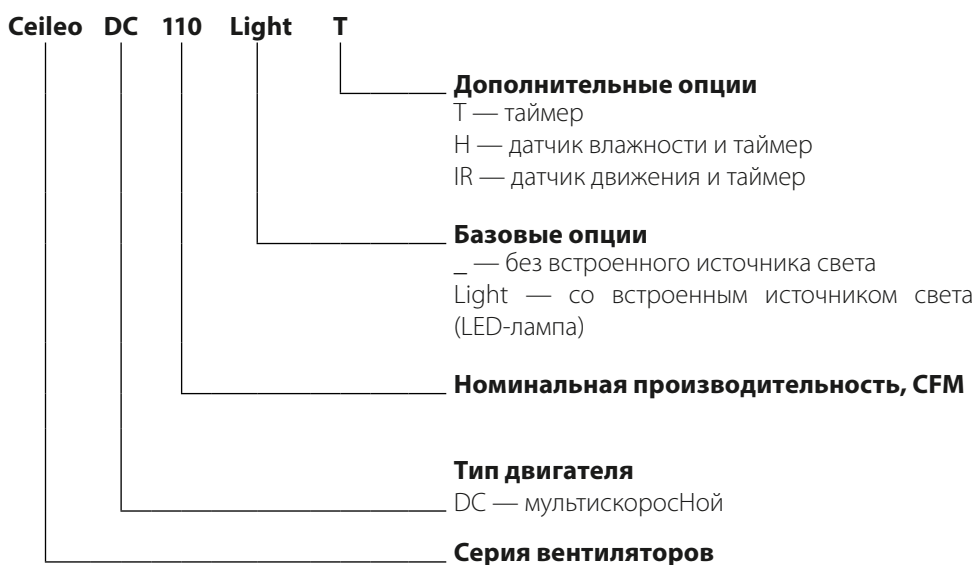 Ceileo DC 110 Light T
Дополнительные опции
Т — таймер
Н — датчик влажности и таймер
IR — датчик движения и таймер
Базовые опции
_ — без встроенного источника света
Light — со встроенным источником света
(LED-лампа)
Номинальная производительность, CFM
Тип двигателя
DC — мультискоросНой
Серия вентиляторов